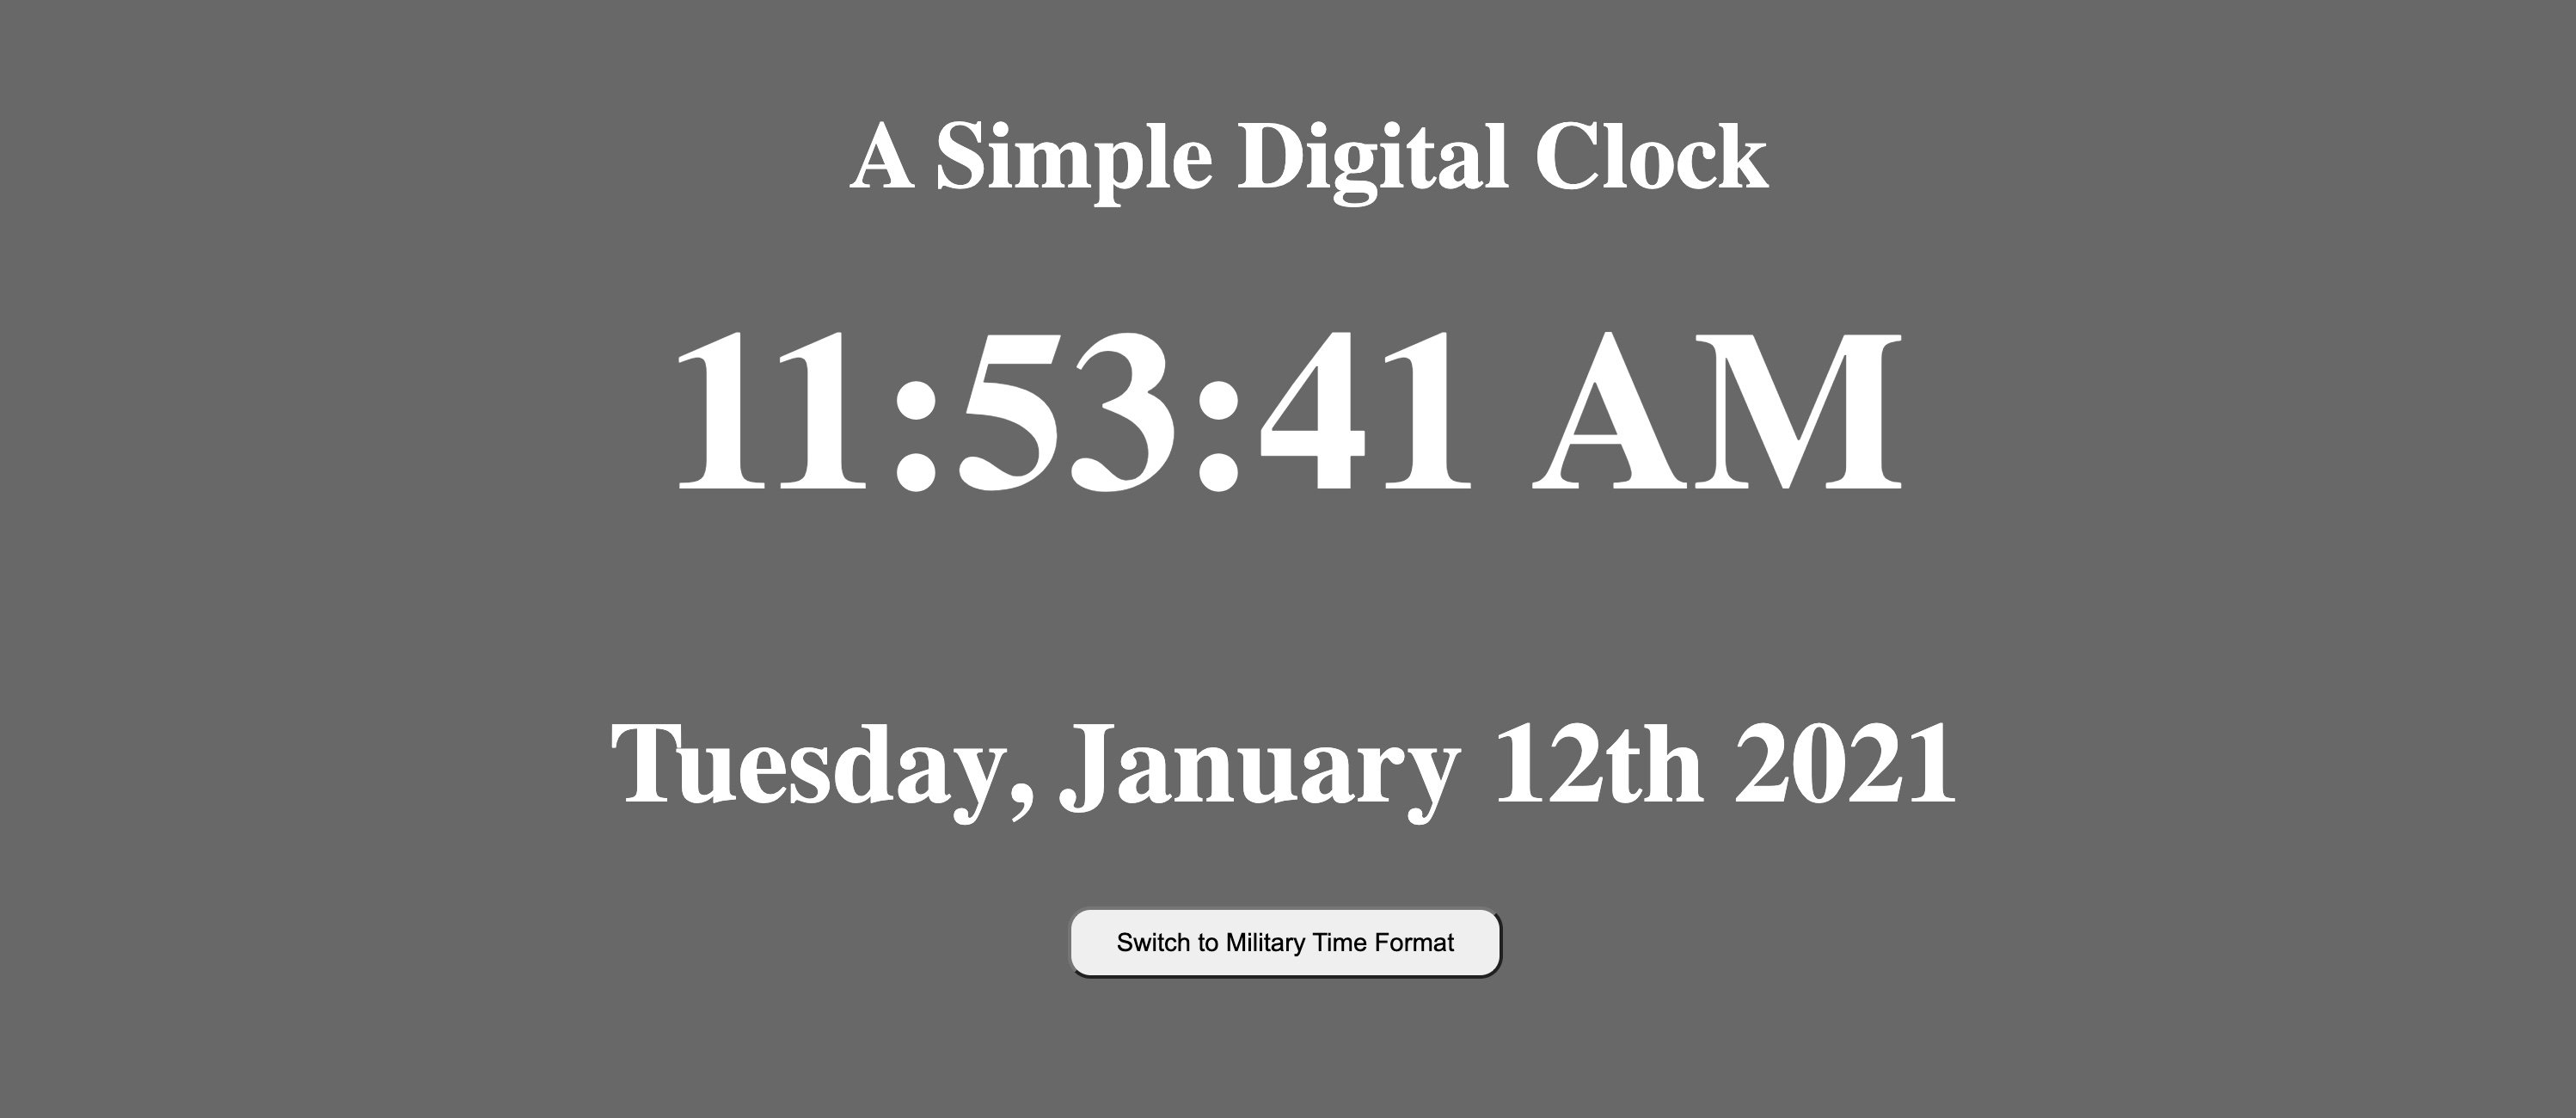 A Simple Digital Clock
11:53:41 AM
Tuesday, January 12th 2021
Switch to Military Time Format